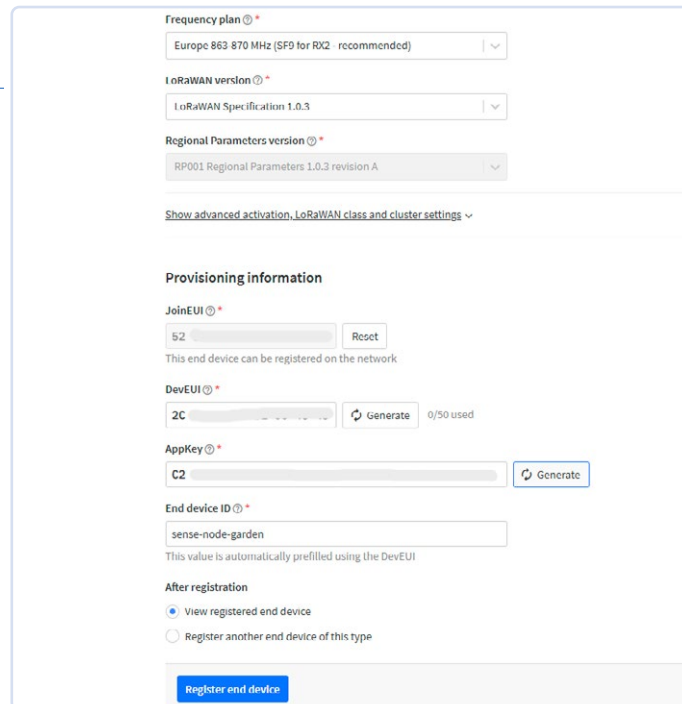 Frequency plan
Europe 863-870 MHz (SF9 for RX2 - recommended)
LoRaWAN version
LoRaWAN Specification 1.0.3
Regional Parameters version
RP001 Regional Parameters 1.0.3 revision A
Show advanced activation, LoRaWAN class and cluster settings
Provisioning information
JoinEUI
52
Reset
This end device can be registered on the network
DevEUI
2C
Generate 0/50 used
AppKey
C2
Generate
End device ID
sense-node-garden
This value is automatically prefilled using the DevEUI
After registration
View registered end device
Register another end device of this type
Register end device